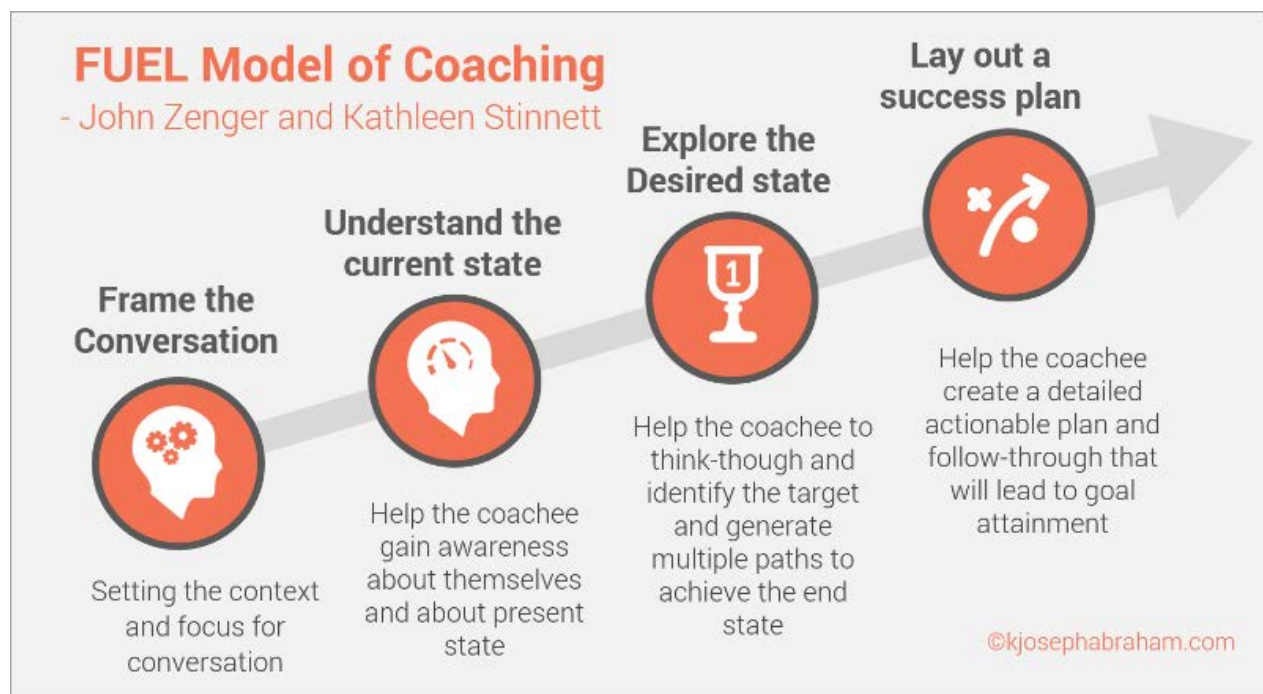 FUEL Model of Coaching
- John Zenger and Kathleen Stinnett
Frame the
Conversation
Setting the context
and focus for
conversation
Understand the
current state
Help the coachee
gain awareness
about themselves
and about present
state
Explore the
Desired state
1
Help the coachee to
think-though and
identify the target
and generate
multiple paths to
achieve the end
state
Lay out a
success plan
Help the coachee
create a detailed
actionable plan and
follow-through that
will lead to goal
attainment
©kjosephabraham.com